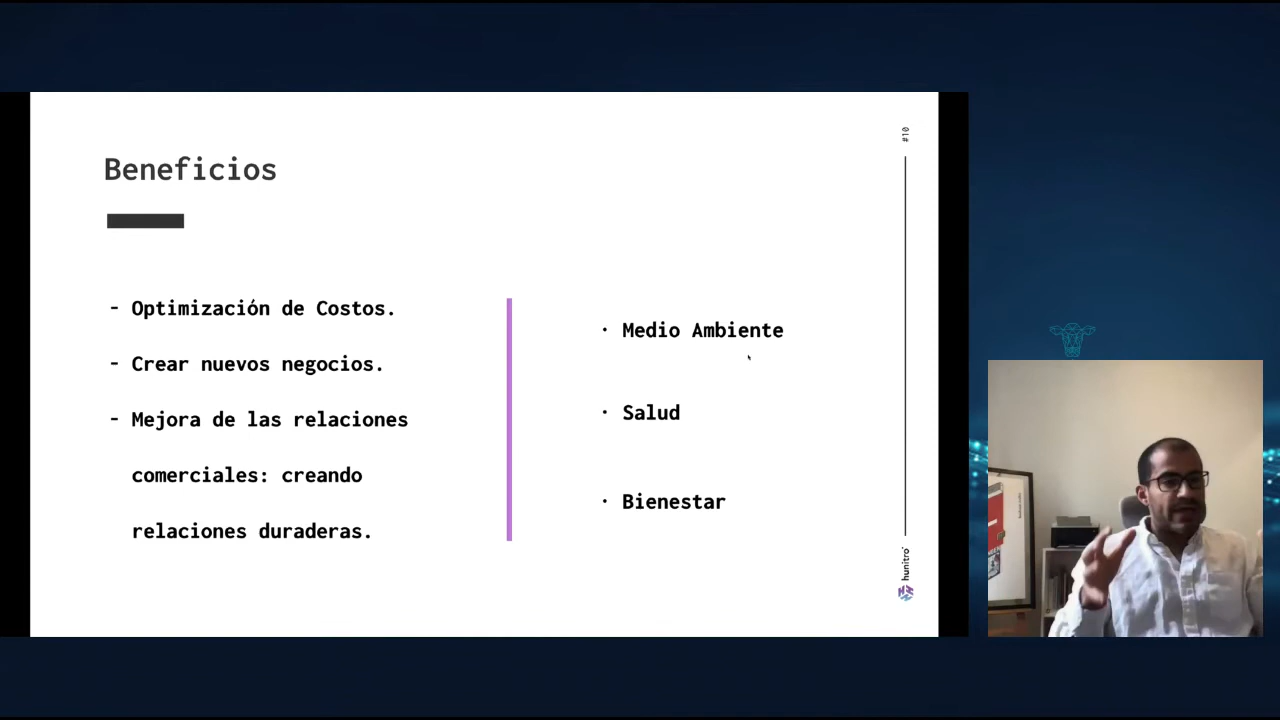 Beneficios
#10
- Optimización de Costos.
- Crear nuevos negocios.
- Mejora de las relaciones
comerciales: creando
relaciones duraderas.
· Medio Ambiente
· Salud
· Bienestar
hunitro